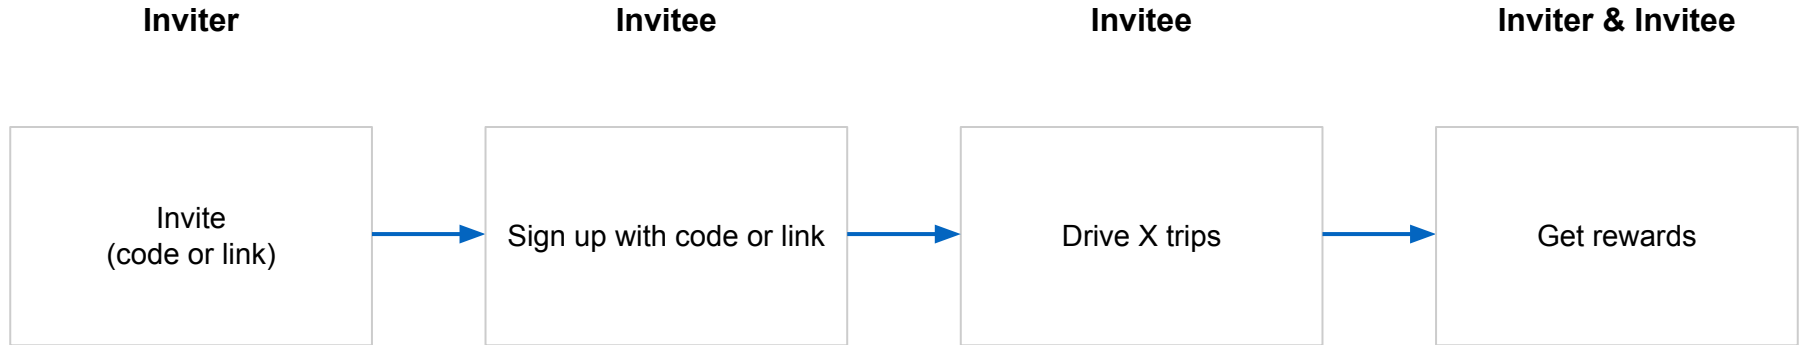 Inviter
Invitee
Invitee
Inviter & Invitee
Invite
(code or link)
Sign up with code or link
Drive X trips
Get rewards